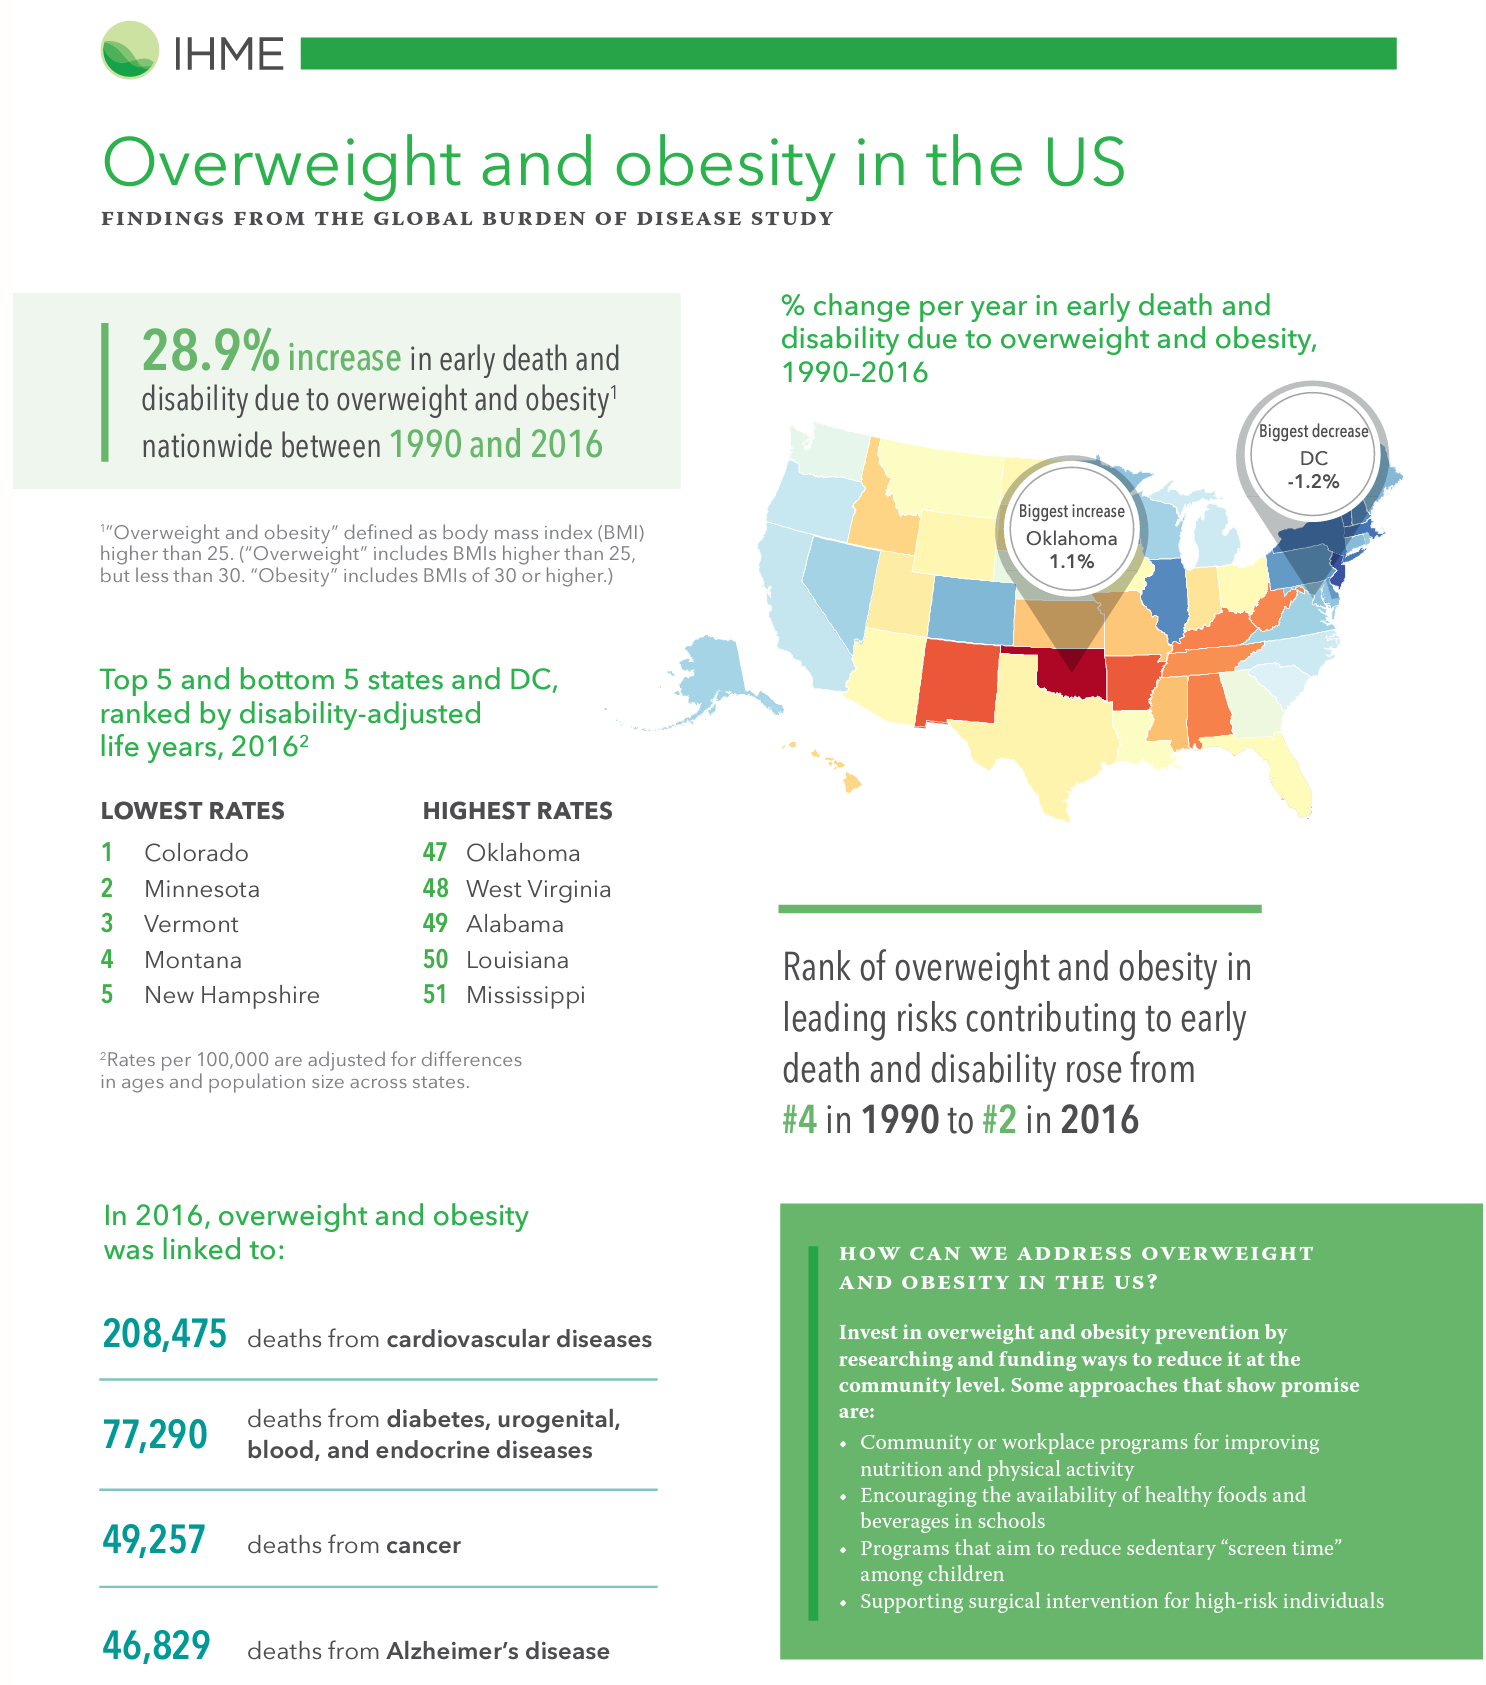 IHME
Overweight and obesity in the US
FINDINGS FROM THE GLOBAL BURDEN OF DISEASE STUDY
28.9% increase in early death and
disability due to overweight and obesity1
nationwide between 1990 and 2016
1"Overweight and obesity" defined as body mass index (BMI)
higher than 25. ("Overweight" includes BMIs higher than 25,
but less than 30. "Obesity" includes BMIs of 30 or higher.)
% change per year in early death and
disability due to overweight and obesity,
1990–2016
Biggest decrease
DC
-1.2%
Biggest increase
Oklahoma
1.1%
Top 5 and bottom 5 states and DC,
ranked by disability-adjusted
life years, 20162
LOWEST RATES
1 Colorado
2 Minnesota
3 Vermont
4 Montana
5 New Hampshire
HIGHEST RATES
47 Oklahoma
48 West Virginia
49 Alabama
50 Louisiana
51 Mississippi
2Rates per 100,000 are adjusted for differences
in ages and population size across states.
Rank of overweight and obesity in
leading risks contributing to early
death and disability rose from
#4 in 1990 to #2 in 2016
In 2016, overweight and obesity
was linked to:
208,475 deaths from cardiovascular diseases
77,290 deaths from diabetes, urogenital,
blood, and endocrine diseases
49,257 deaths from cancer
46,829 deaths from Alzheimer's disease
HOW CAN WE ADDRESS OVERWEIGHT
AND OBESITY IN THE US?
Invest in overweight and obesity prevention by
researching and funding ways to reduce it at the
community level. Some approaches that show promise
are:
• Community or workplace programs for improving
nutrition and physical activity
• Encouraging the availability of healthy foods and
beverages in schools
• Programs that aim to reduce sedentary "screen time"
among children
• Supporting surgical intervention for high-risk individuals